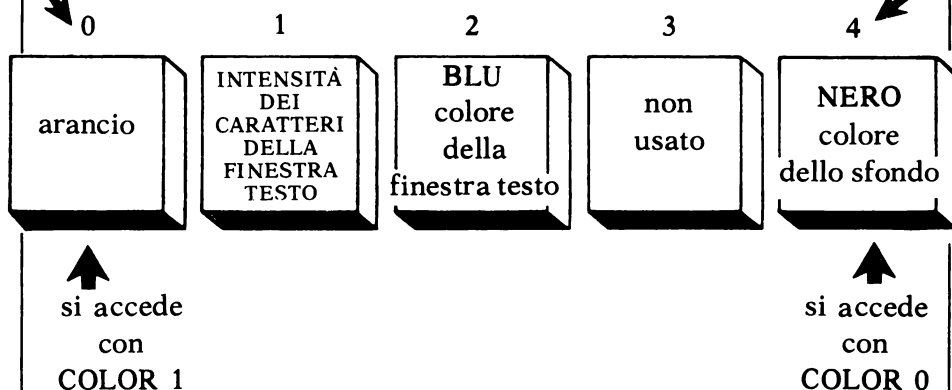 0 1 2 3 4
arancio
INTENSITÀ
DEI
CARATTERI
DELLA
FINESTRA
TESTO
BLU
colore
della
finestra testo
non
usato
NERO
colore
dello sfondo
si accede
con
COLOR 1
si accede
con
COLOR 0